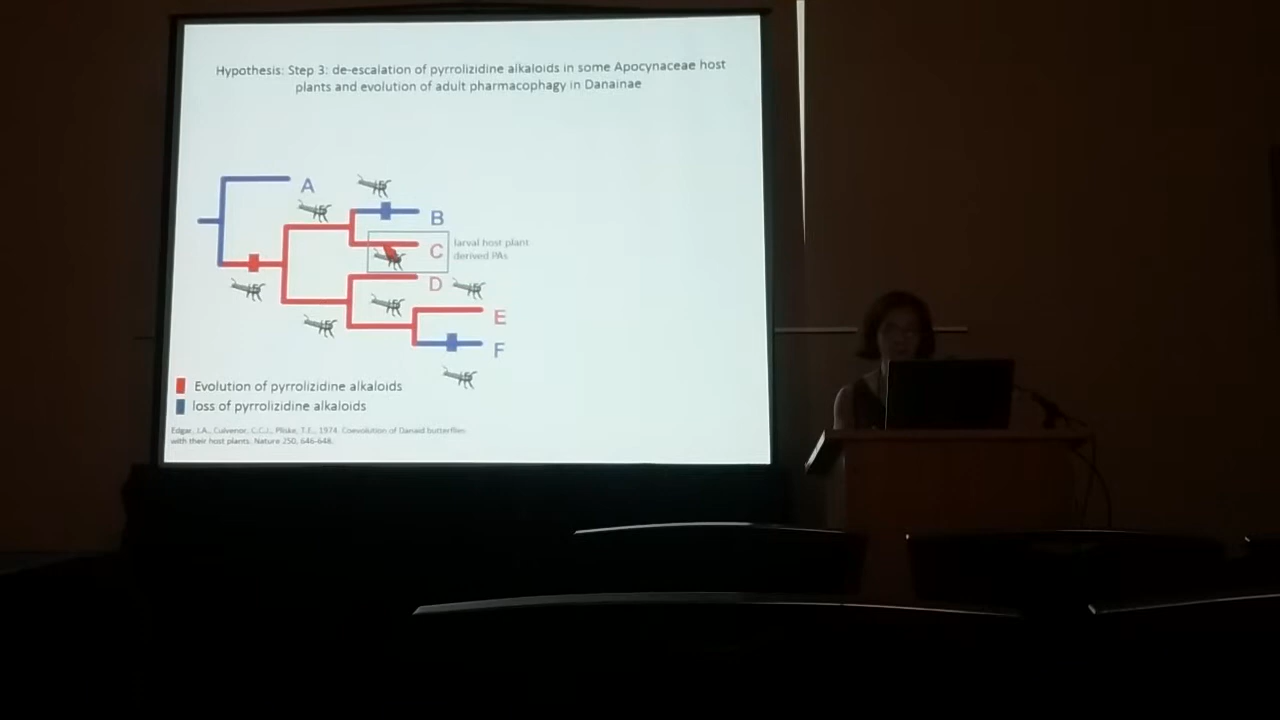 Hypothesis: Step 3: de-escalation of pyrrolizidine alkaloids in some Apocynaceae host
plants and evolution of adult pharmacophagy in Danainae
A
B
C
larval host plant
derived PAs
D
E
F
Evolution of pyrrolizidine alkaloids
loss of pyrrolizidine alkaloids
Edgar, J.A., Culvenor, C.C.J., Pliske, T.E., 1974. Coevolution of Danaid butterflies
with their host plants. Nature 250, 646-648.